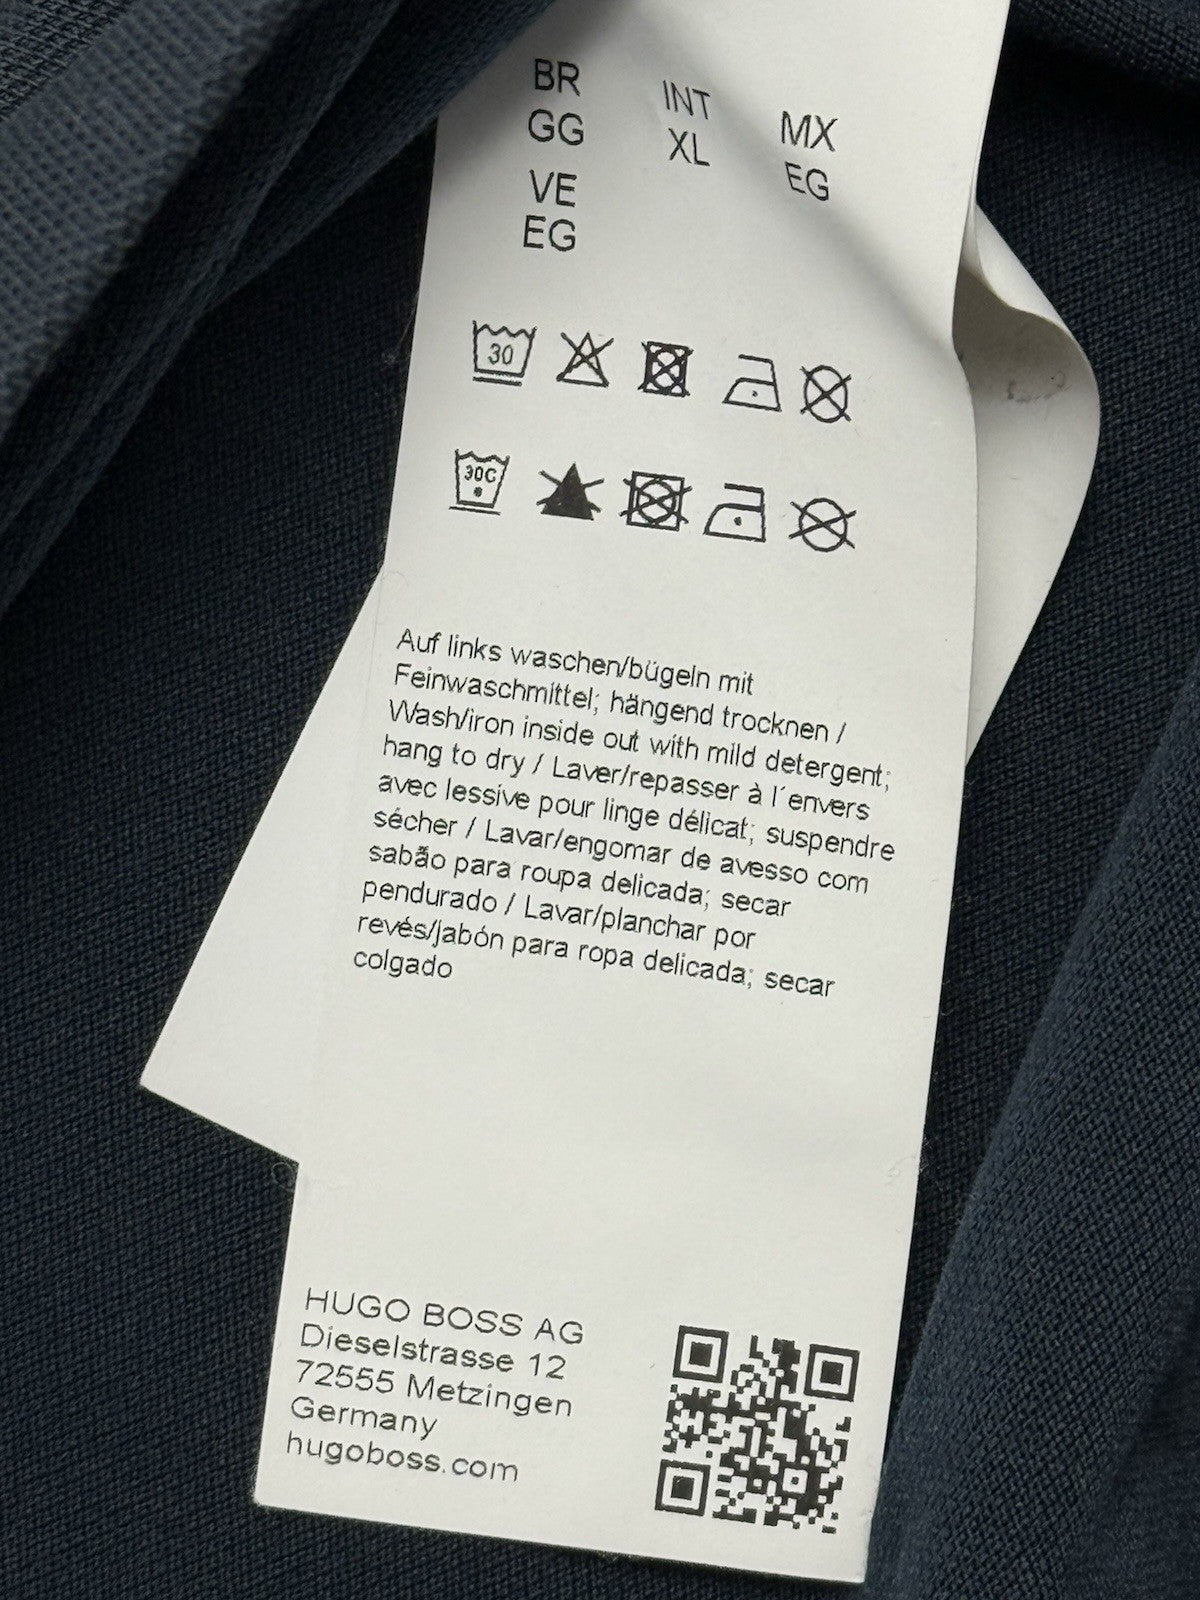 BR INT MX
GG XL EG
VE
EG
30
30C
Auf links waschen/bügeln mit
Feinwaschmittel; hängend trocknen /
Wash/iron inside out with mild detergent;
hang to dry / Laver/repasser à l´envers
avec lessive pour linge délicat; suspendre
sécher / Lavar/engomar de avesso com
sabão para roupa delicada; secar
pendurado / Lavar/planchar por
revés/jabón para ropa delicada; secar
colgado
HUGO BOSS AG
Dieselstrasse 12
72555 Metzingen
Germany
hugoboss.com